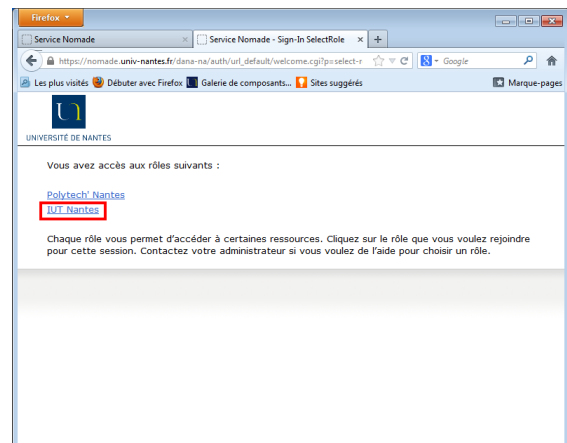 Firefox
Service Nomade
Service Nomade - Sign-In SelectRole
https://nomade.univ-nantes.fr/dana-na/auth/url_default/welcome.cgi?p=select-r
Google
Les plus visités Débuter avec Firefox Galerie de composants... Sites suggérés Marque-pages
UNIVERSITÉ DE NANTES
Vous avez accès aux rôles suivants :
Polytech' Nantes
IUT Nantes
Chaque rôle vous permet d'accéder à certaines ressources. Cliquez sur le rôle que vous voulez rejoindre
pour cette session. Contactez votre administrateur si vous voulez de l'aide pour choisir un rôle.